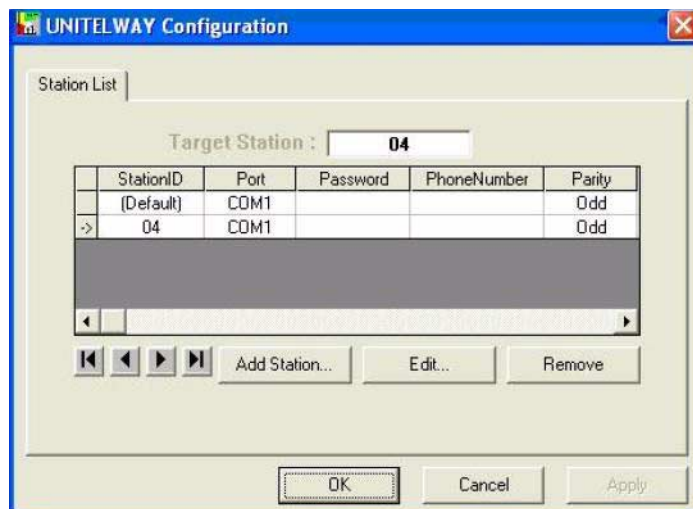 UNITELWAY Configuration
Station List
Target Station : 04
StationID Port Password PhoneNumber Parity
(Default) COM1 Odd
-> 04 COM1 Odd
Add Station... Edit... Remove
OK Cancel Apply